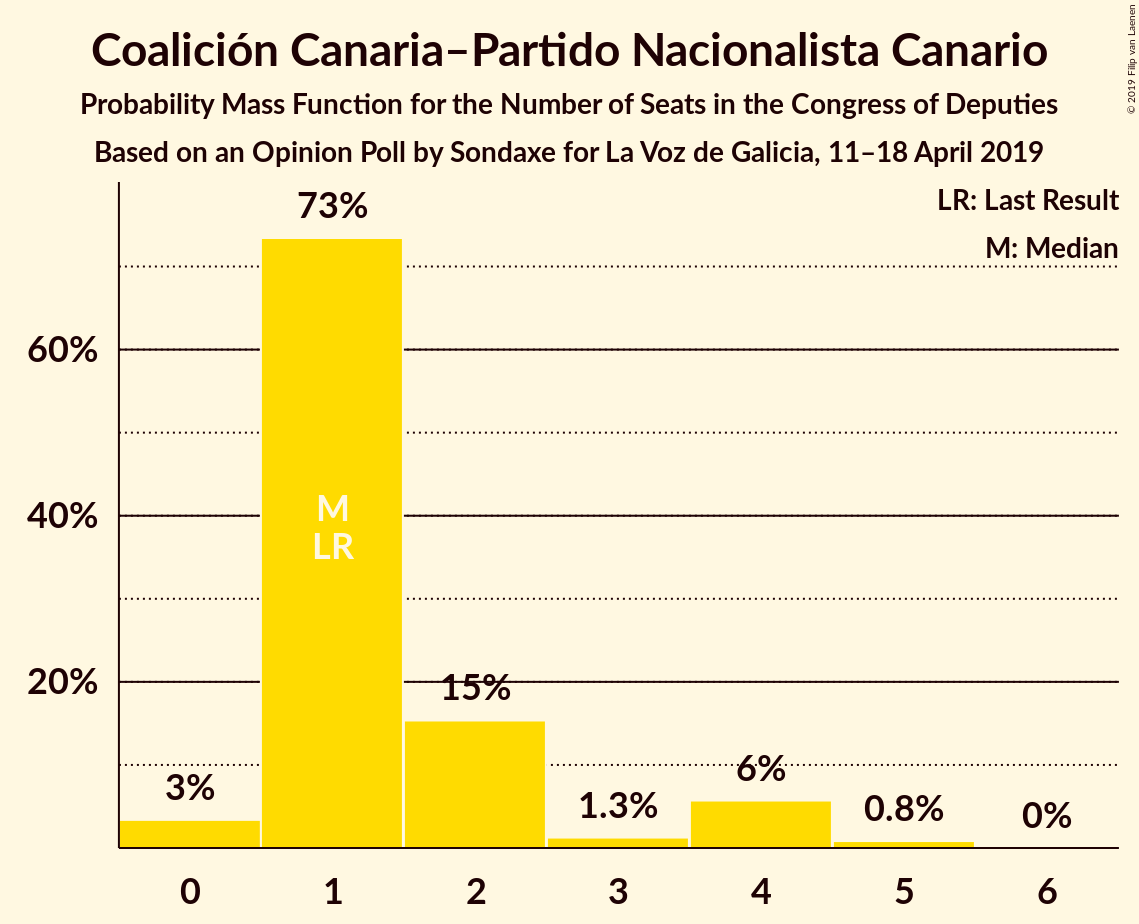 Coalición Canaria–Partido Nacionalista Canario
Probability Mass Function for the Number of Seats in the Congress of Deputies
Based on an Opinion Poll by Sondaxe for La Voz de Galicia, 11–18 April 2019
© 2019 Filip van Laenen
LR: Last Result
M: Median
73%
60%
40%
20%
M
LR
15%
3%
1.3%
6%
0.8%
0%
0 1 2 3 4 5 6